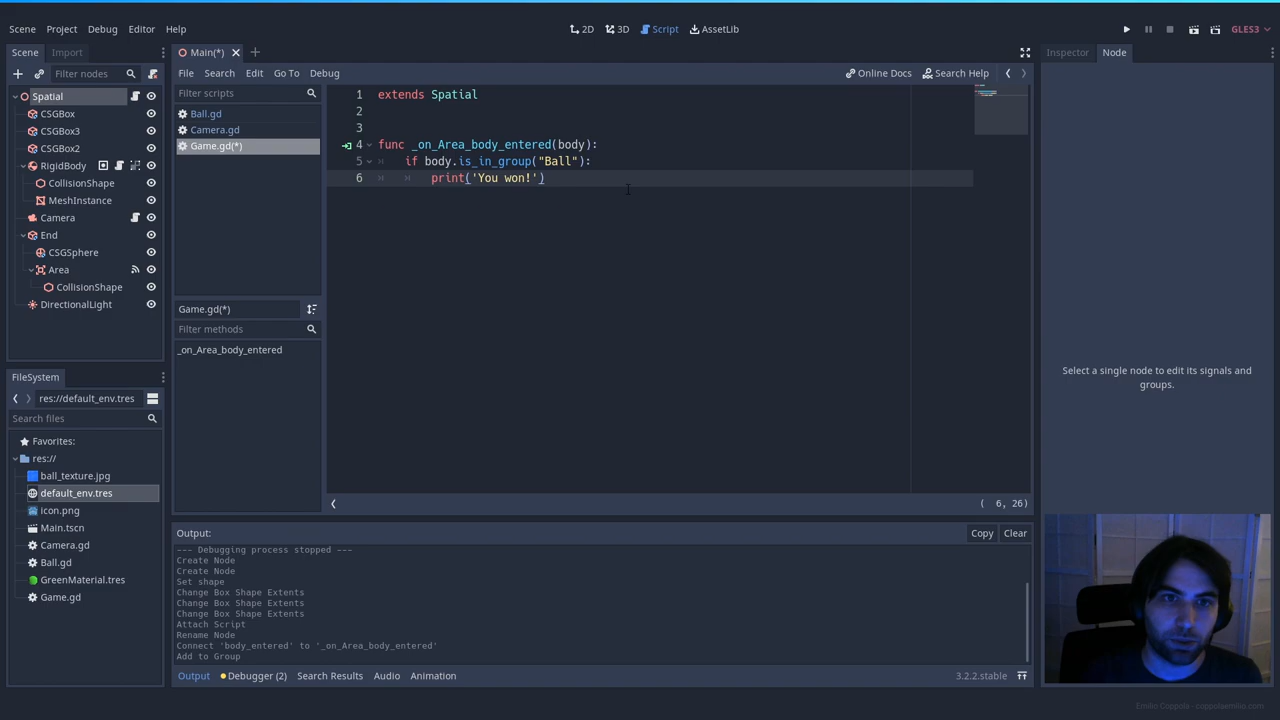 Scene Project Debug Editor Help
2D 3D Script AssetLib
GLES3
Scene Import
Main(*)
Inspector Node
File Search Edit Go To Debug
Online Docs Search Help
Filter nodes
Filter scripts
Spatial
CSGBox
CSGBox3
CSGBox2
RigidBody
CollisionShape
MeshInstance
Camera
End
CSGSphere
Area
CollisionShape
DirectionalLight
Ball.gd
Camera.gd
Game.gd(*)
Game.gd(*)
Filter methods
_on_Area_body_entered
1 extends Spatial
2
3
4 func _on_Area_body_entered(body):
5 if body.is_in_group("Ball"):
6 print('You won!')
( 6, 26)
Select a single node to edit its signals and
groups.
FileSystem
res://default_env.tres
Search files
Favorites:
res://
ball_texture.jpg
default_env.tres
icon.png
Main.tscn
Camera.gd
Ball.gd
GreenMaterial.tres
Game.gd
Output:
Copy Clear
--- Debugging process stopped ---
Create Node
Create Node
Set shape
Change Box Shape Extents
Change Box Shape Extents
Change Box Shape Extents
Attach Script
Rename Node
Connect 'body_entered' to '_on_Area_body_entered'
Add to Group
Output Debugger (2) Search Results Audio Animation
3.2.2.stable
Emilio Coppola - coppolaemilio.com